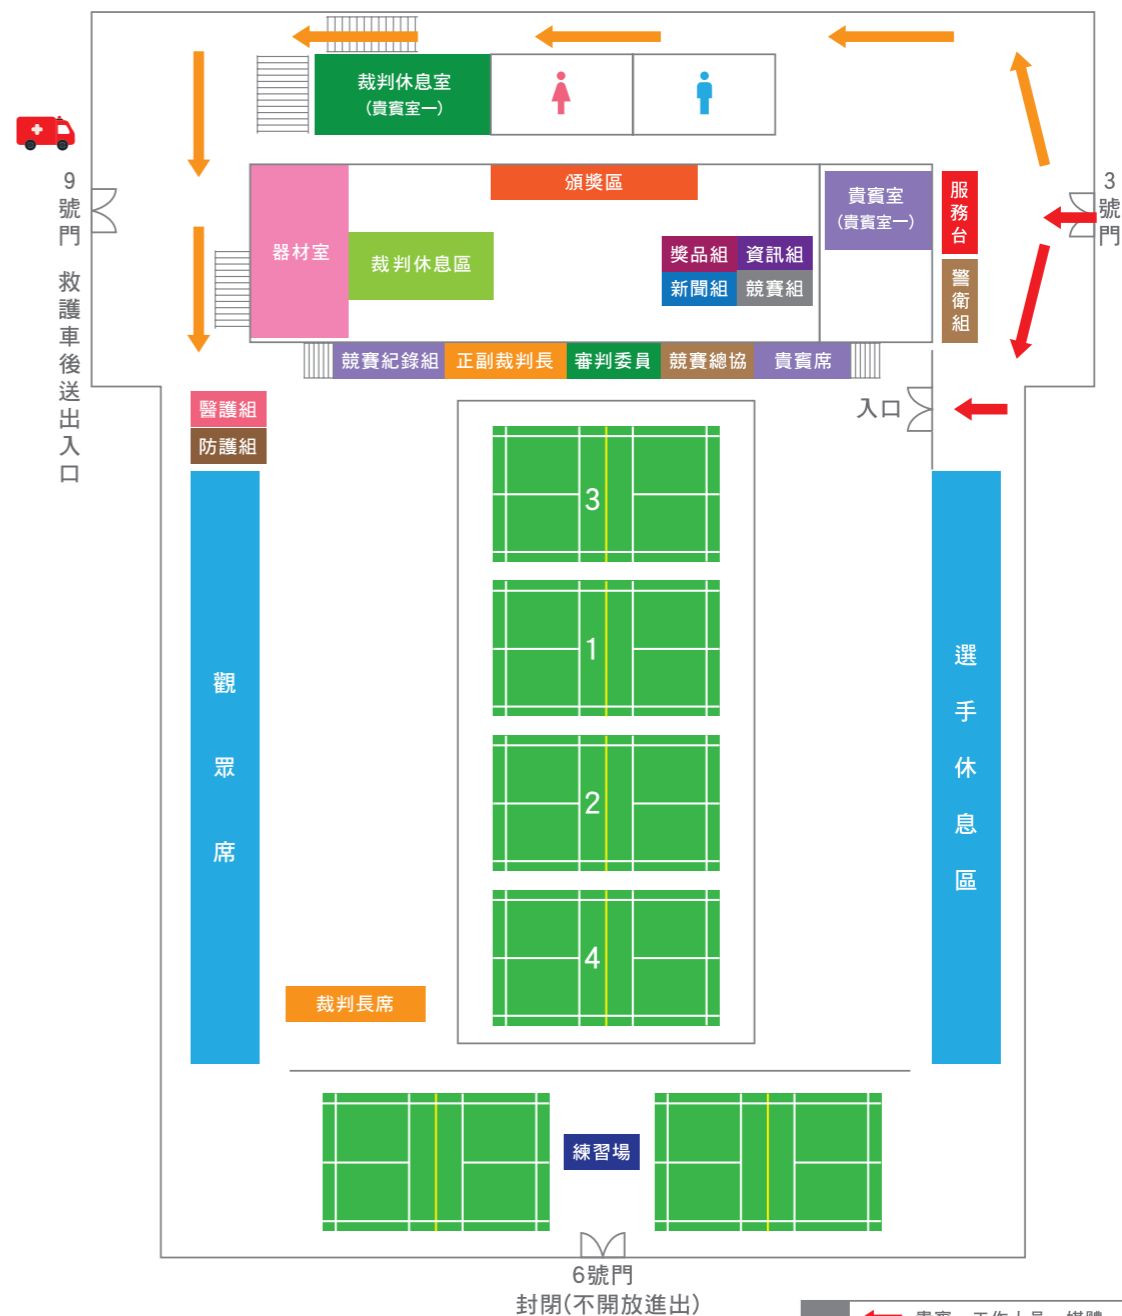 裁判休息室
(貴賓室一)
頒獎區
貴賓室
(貴賓室一)
服務台
3號門
9號門 救護車後送出入口
器材室
裁判休息區
獎品組
資訊組
新聞組
競賽組
警衛組
競賽紀錄組
正副裁判長
審判委員
競賽總協
貴賓席
入口
醫護組
防護組
3
1
2
4
觀眾席
選手休息區
裁判長席
練習場
6號門
封閉(不開放進出)